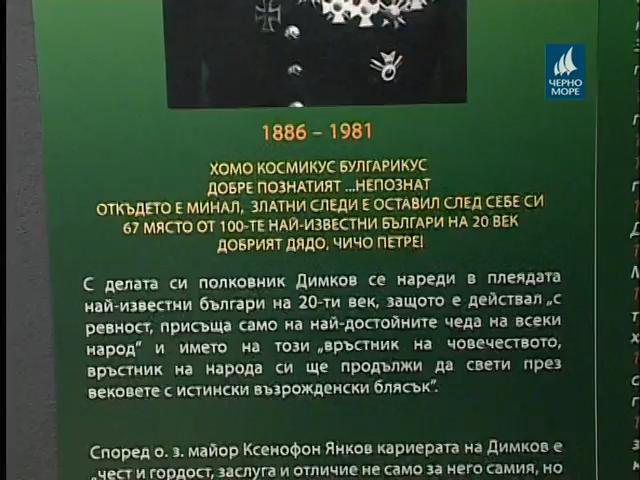 ЧЕРНО
МОРЕ
1886 – 1981
ХОМО КОСМИКУС БУЛГАРИКУС
ДОБРЕ ПОЗНАТИЯТ ...НЕПОЗНАТ
ОТКЪДЕТО Е МИНАЛ, ЗЛАТНИ СЛЕДИ Е ОСТАВИЛ СЛЕД СЕБЕ СИ
67 МЯСТО ОТ 100-ТЕ НАЙ-ИЗВЕСТНИ БЪЛГАРИ НА 20 ВЕК
ДОБРИЯТ ДЯДО, ЧИЧО ПЕТРЕ!
С делата си полковник Димков се нареди в плеядата
най-известни българи на 20-ти век, защото е действал „с
ревност, присъща само на най-достойните чеда на всеки
народ" и името на този „връстник на човечеството,
връстник на народа си ще продължи да свети през
вековете с истински възрожденски блясък".
Според о. з. майор Ксенофон Янков кариерата на Димков е
„чест и гордост, заслуга и отличие не само за него самия, но